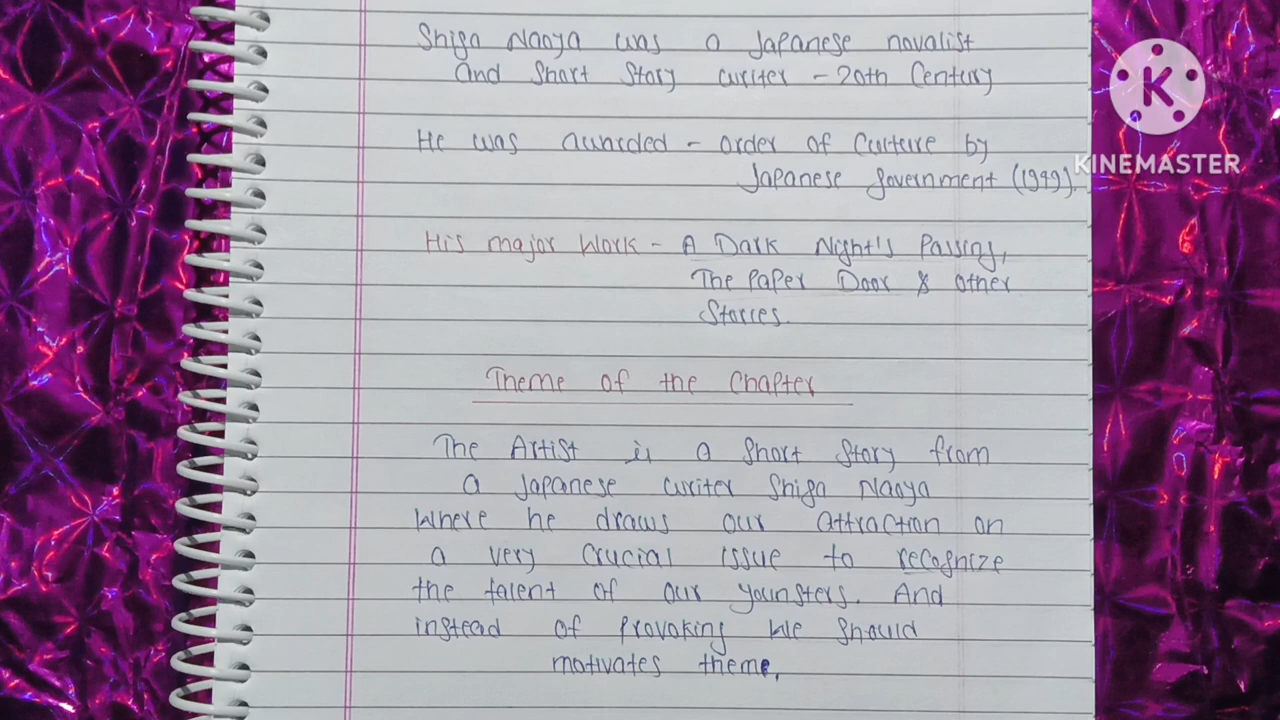 Shiga Naoya was a Japanese novalist
and Short Story writer - 20th Century
He was awarded - order of Culture by
Japanese government (1949).
His major Work - A Dark Night's Passing,
The Paper Door & other
Stories.
Theme of the Chapter
The Artist is a Short Story from
a Japanese writer Shiga Naoya
Where he draws our attraction on
a very crucial issue to recognize
the talent of our younsters. And
instead of Provoking We Should
motivates theme.
K
KINEMASTER